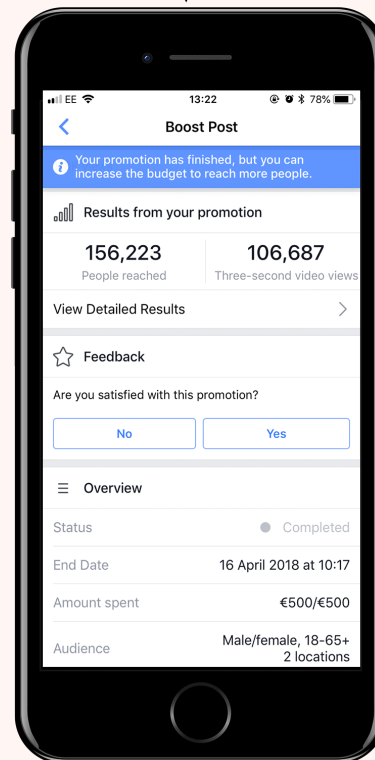 EE 13:22 78%
Boost Post
Your promotion has finished, but you can
increase the budget to reach more people.
Results from your promotion
156,223 106,687
People reached Three-second video views
View Detailed Results
Feedback
Are you satisfied with this promotion?
No Yes
Overview
Status Completed
End Date 16 April 2018 at 10:17
Amount spent €500/€500
Audience Male/female, 18-65+
2 locations